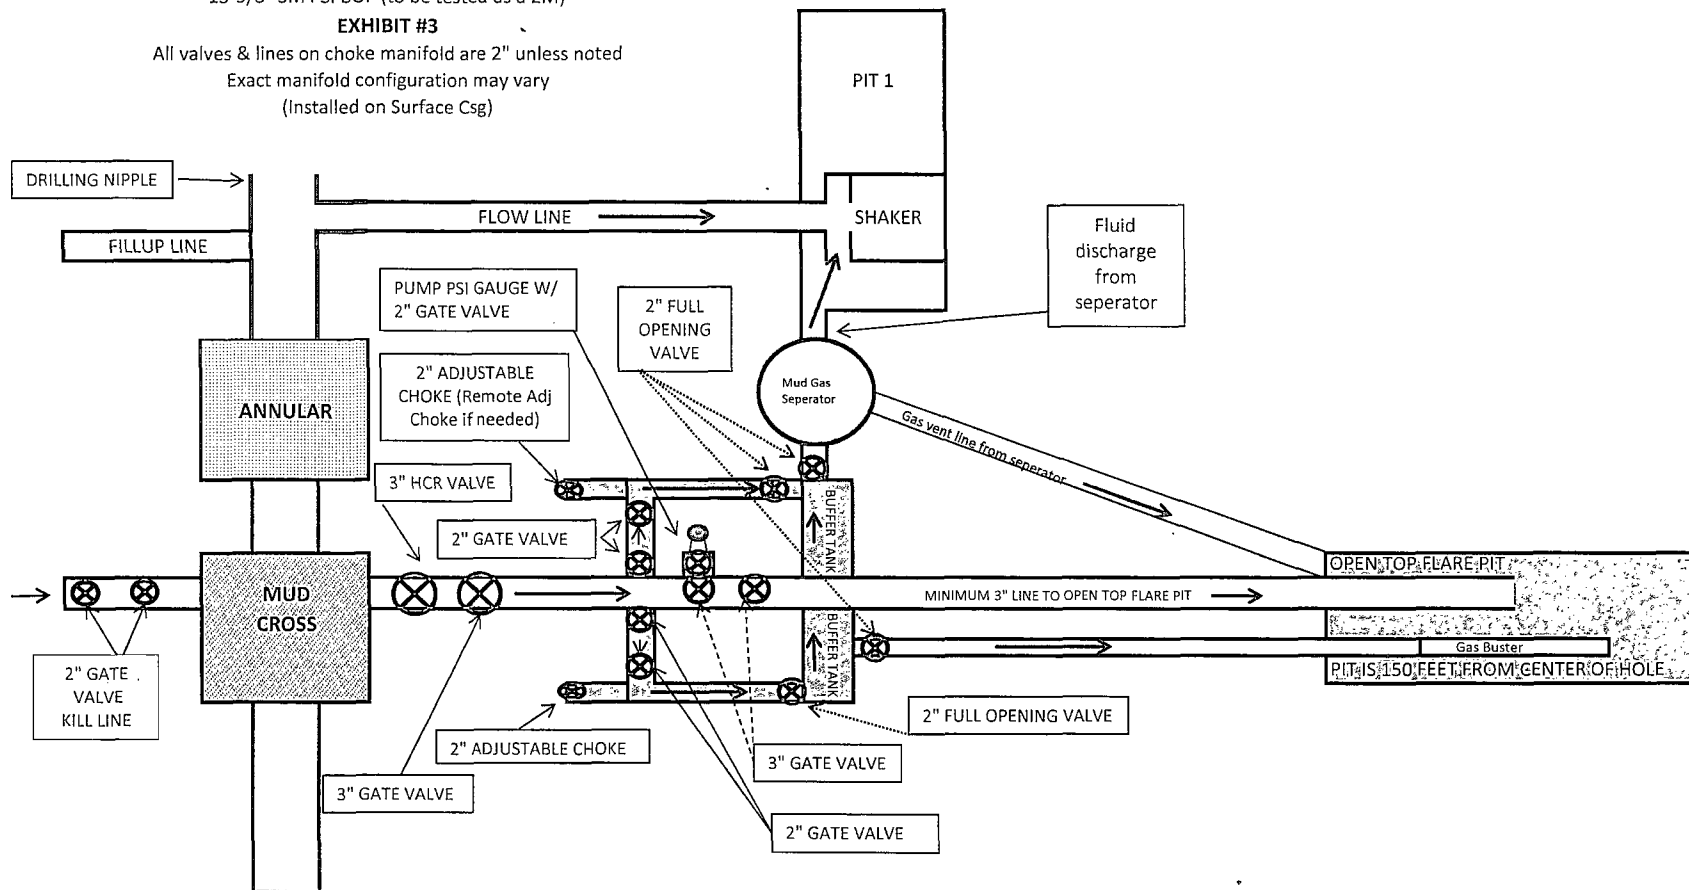 EXHIBIT #3
All valves & lines on choke manifold are 2" unless noted
Exact manifold configuration may vary
(Installed on Surface Csg)
PIT 1
DRILLING NIPPLE
FLOW LINE
SHAKER
FILLUP LINE
Fluid
discharge
from
seperator
PUMP PSI GAUGE W/
2" GATE VALVE
2" FULL
OPENING
VALVE
2" ADJUSTABLE
CHOKE (Remote Adj
Choke if needed)
Mud Gas
Seperator
ANNULAR
Gas vent line from seperator
3" HCR VALVE
BUFFER TANK
2" GATE VALVE
OPEN TOP FLARE PIT
MUD
CROSS
MINIMUM 3" LINE TO OPEN TOP FLARE PIT
BUFFER TANK
Gas Buster
PIT IS 150 FEET FROM CENTER OF HOLE
2" GATE
VALVE
KILL LINE
2" FULL OPENING VALVE
2" ADJUSTABLE CHOKE
3" GATE VALVE
3" GATE VALVE
2" GATE VALVE